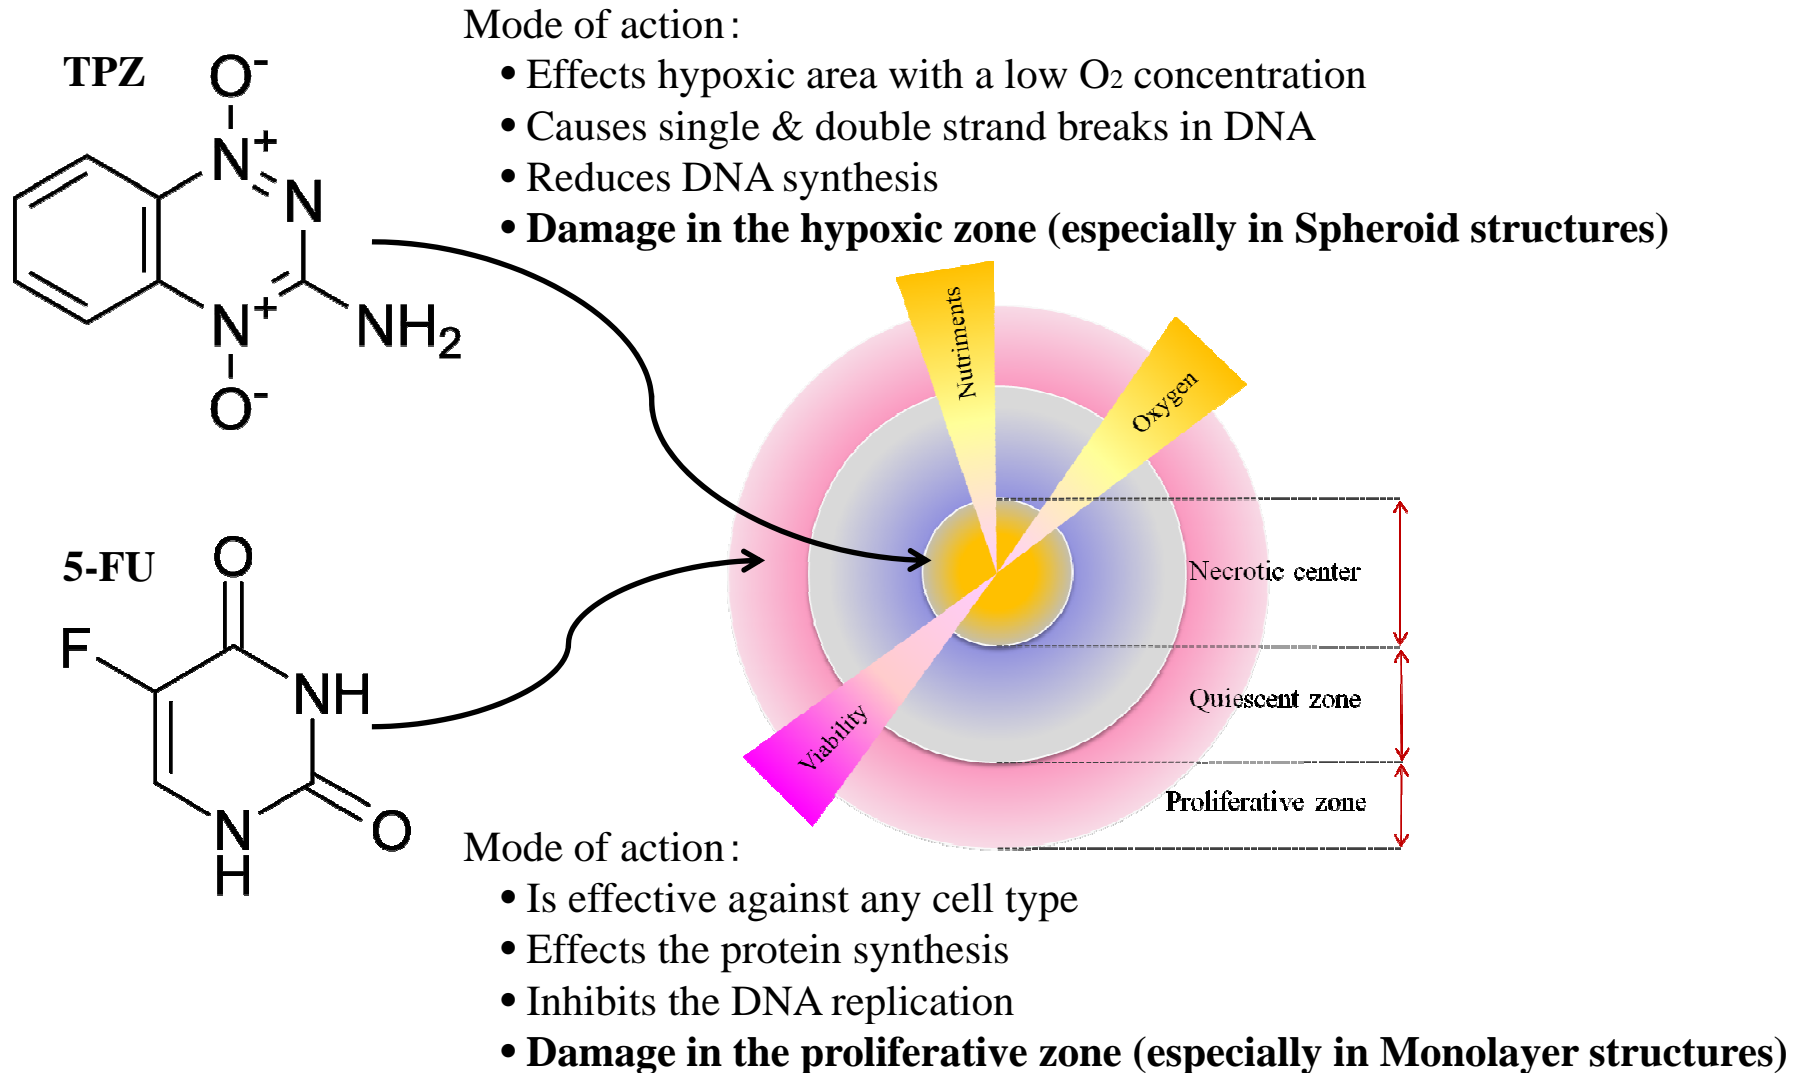 Mode of action:
TPZ
• Effects hypoxic area with a low O2 concentration
• Causes single & double strand breaks in DNA
• Reduces DNA synthesis
• Damage in the hypoxic zone (especially in Spheroid structures)
O-
N+
N
N+
NH2
O-
Nutriments
Oxygen
Necrotic center
Quiescent zone
Proliferative zone
Viability
5-FU
O
F
NH
N
H
O
Mode of action:
• Is effective against any cell type
• Effects the protein synthesis
• Inhibits the DNA replication
• Damage in the proliferative zone (especially in Monolayer structures)